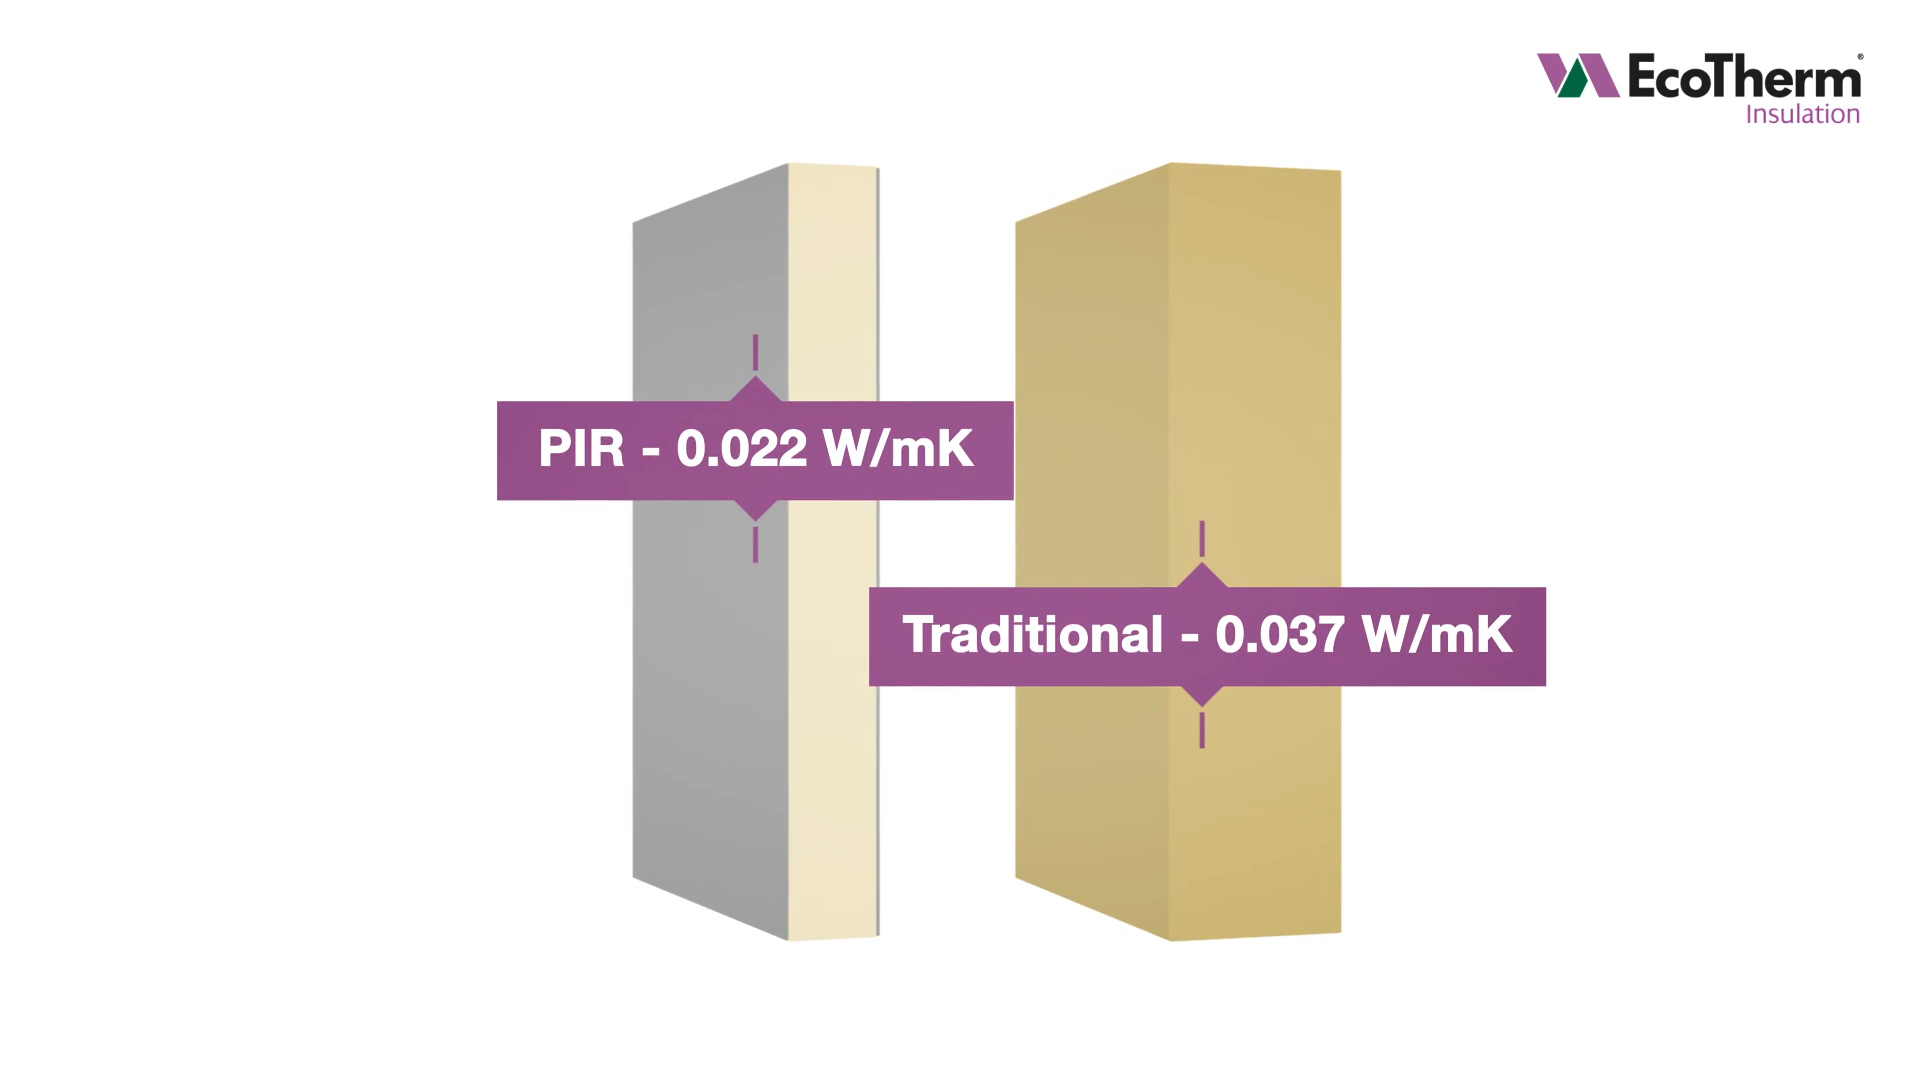 EcoTherm®
Insulation
PIR - 0.022 W/mK
Traditional - 0.037 W/mK